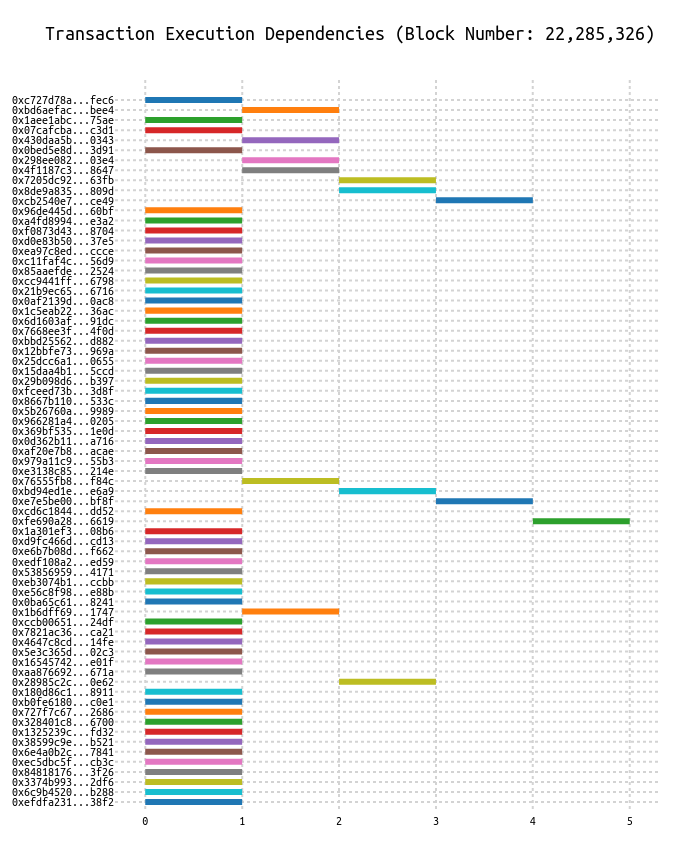 Transaction Execution Dependencies (Block Number: 22,285,326)
0xc727d78a...fec6
0xbd6aefac...bee4
0x1aee1abc...75ae
0x07cafcba...c3d1
0x430daa5b...0343
0x0bed5e8d...3d91
0x298ee082...03e4
0x4f1187c3...8647
0x7205dc92...63fb
0x8de9a835...809d
0xcb2540e7...ce49
0x96de445d...60bf
0xa4fd8994...e3a2
0xf0873d43...8704
0xd0e83b50...37e5
0xea97c8ed...ccce
0xc11faf4c...56d9
0x85aaefde...2524
0xcc9441ff...6798
0x21b9ec65...6716
0x0af2139d...0ac8
0x1c5eab22...36ac
0x6d1603af...91dc
0x7668ee3f...4f0d
0xbbd25562...d882
0x12bbfe73...969a
0x25dcc6a1...0655
0x15daa4b1...5ccd
0x29b098d6...b397
0xfceed73b...3d8f
0x8667b110...533c
0x5b26760a...9989
0x966281a4...0205
0x369bf535...1e0d
0x0d362b11...a716
0xaf20e7b8...acae
0x979a11c9...55b3
0xe3138c85...214e
0x76555fb8...f84c
0xbd94ed1e...e6a9
0xe7e5be00...bf8f
0xcd6c1844...dd52
0xfe690a28...6619
0x1a301ef3...08b6
0xd9fc466d...cd13
0xe6b7b08d...f662
0xedf108a2...ed59
0x53856959...4171
0xeb3074b1...ccbb
0xe56c8f98...e88b
0x0ba65c61...8241
0x1b6dff69...1747
0xccb00651...24df
0x7821ac36...ca21
0x4647c8cd...14fe
0x5e3c365d...02c3
0x16545742...e01f
0xaa876692...671a
0x28985c2c...0e62
0x180d86c1...8911
0xb0fe6180...c0e1
0x727f7c67...2686
0x328401c8...6700
0x1325239c...fd32
0x38599c9e...b521
0x6e4a0b2c...7841
0xec5dbc5f...cb3c
0x84818176...3f26
0x3374b993...2df6
0x6c9b4520...b288
0xefdfa231...38f2
0 1 2 3 4 5